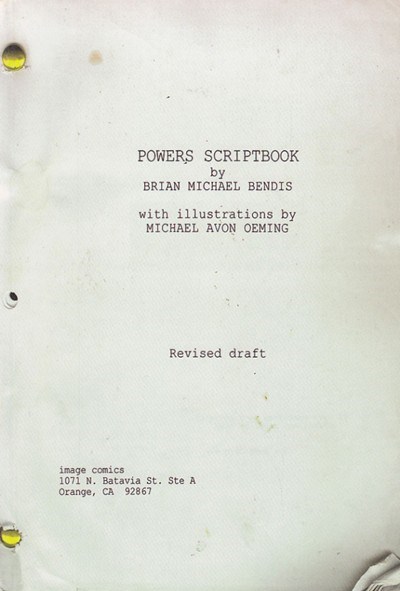 POWERS SCRIPTBOOK
by
BRIAN MICHAEL BENDIS
with illustrations by
MICHAEL AVON OEMING
Revised draft
image comics
1071 N. Batavia St. Ste A
Orange, CA 92867